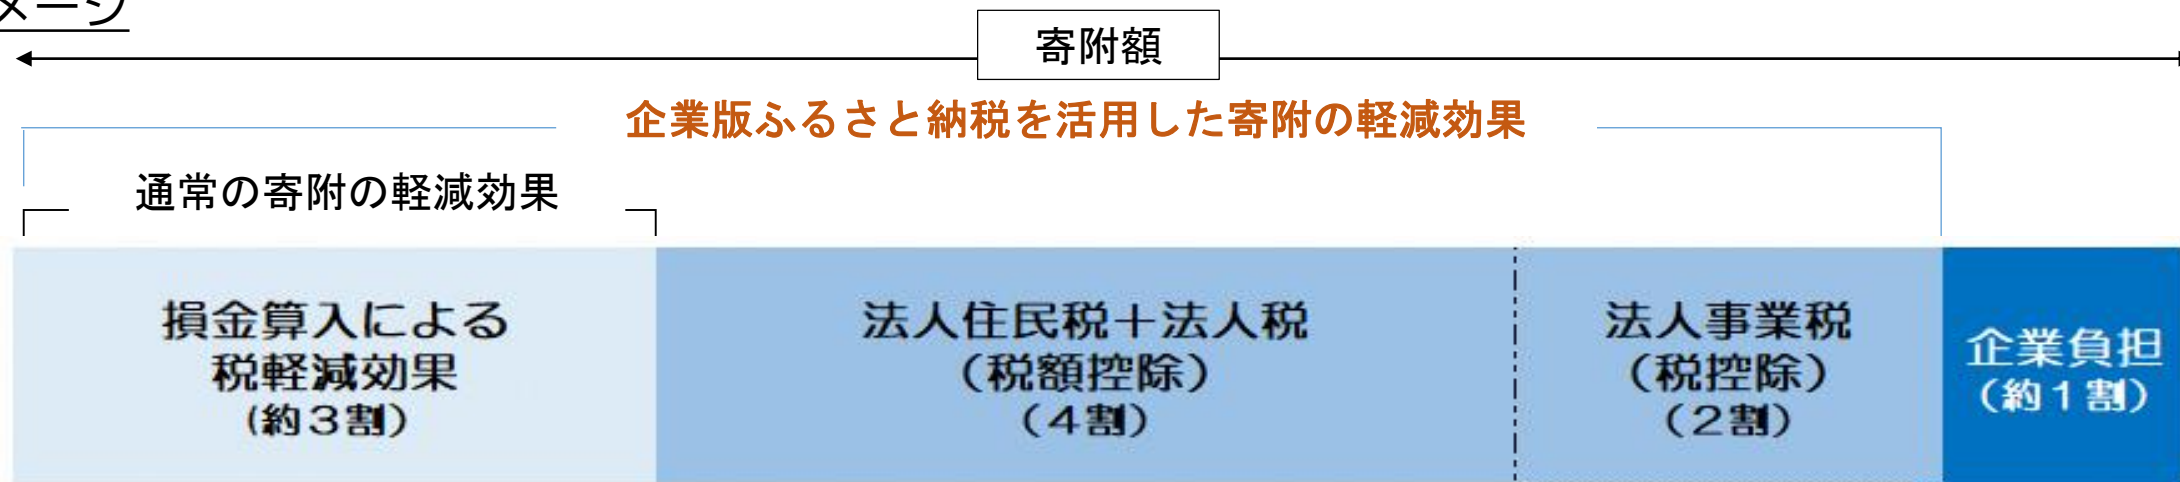 メージ
寄附額
企業版ふるさと納税を活用した寄附の軽減効果
通常の寄附の軽減効果
損金算入による
税軽減効果
(約3割)
法人住民税+法人税
(税額控除)
(4割)
法人事業税
(税控除)
(2割)
企業負担
(約1割)